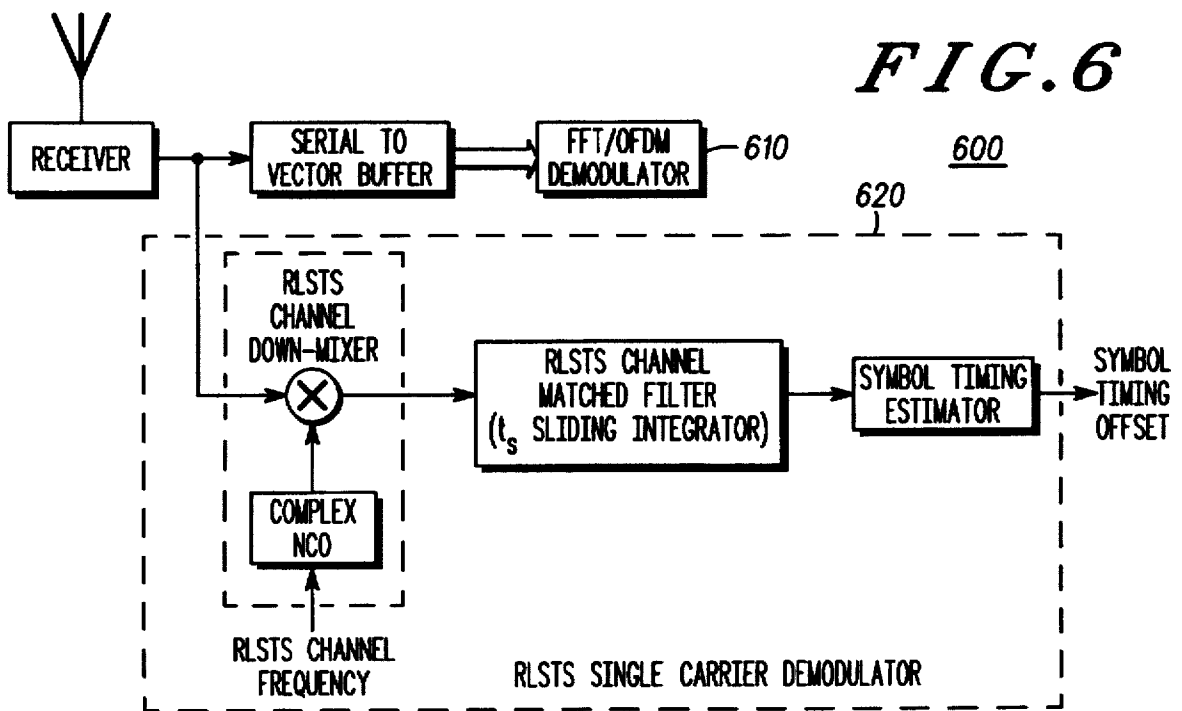 FIG.6
600
RECEIVER
SERIAL TO
VECTOR BUFFER
FFT/OFDM
DEMODULATOR
610
620
RLSTS
CHANNEL
DOWN-MIXER
RLSTS CHANNEL
MATCHED FILTER
(ts SLIDING INTEGRATOR)
SYMBOL TIMING
ESTIMATOR
SYMBOL
TIMING
OFFSET
COMPLEX
NCO
RLSTS CHANNEL
FREQUENCY
RLSTS SINGLE CARRIER DEMODULATOR